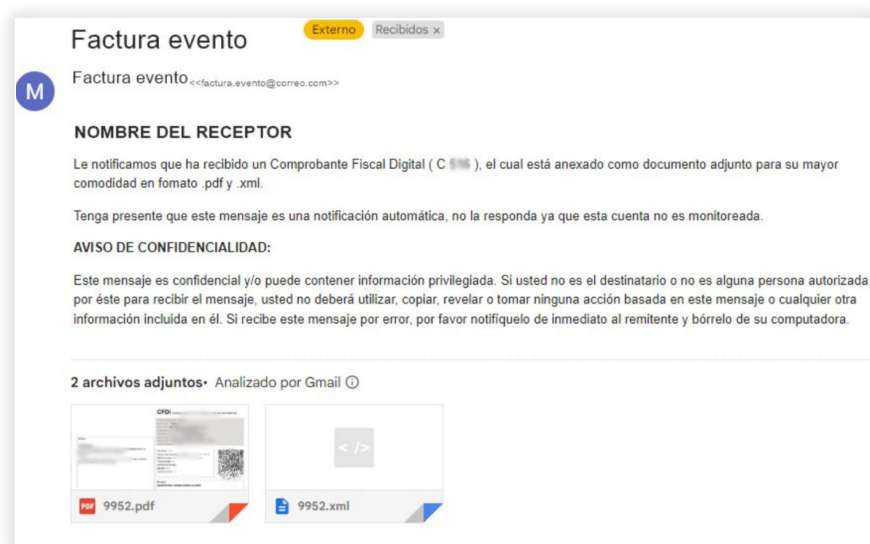 Factura evento
Externo
Recibidos ×
M
Factura evento <<factura.evento@correo.com>>
NOMBRE DEL RECEPTOR
Le notificamos que ha recibido un Comprobante Fiscal Digital ( C ), el cual está anexado como documento adjunto para su mayor
comodidad en fomato .pdf y .xml.
Tenga presente que este mensaje es una notificación automática, no la responda ya que esta cuenta no es monitoreada.
AVISO DE CONFIDENCIALIDAD:
Este mensaje es confidencial y/o puede contener información privilegiada. Si usted no es el destinatario o no es alguna persona autorizada
por éste para recibir el mensaje, usted no deberá utilizar, copiar, revelar o tomar ninguna acción basada en este mensaje o cualquier otra
información incluida en él. Si recibe este mensaje por error, por favor notifíquelo de inmediato al remitente y bórrelo de su computadora.
2 archivos adjuntos• Analizado por Gmail
CFDI
</>
PDF 9952.pdf
9952.xml